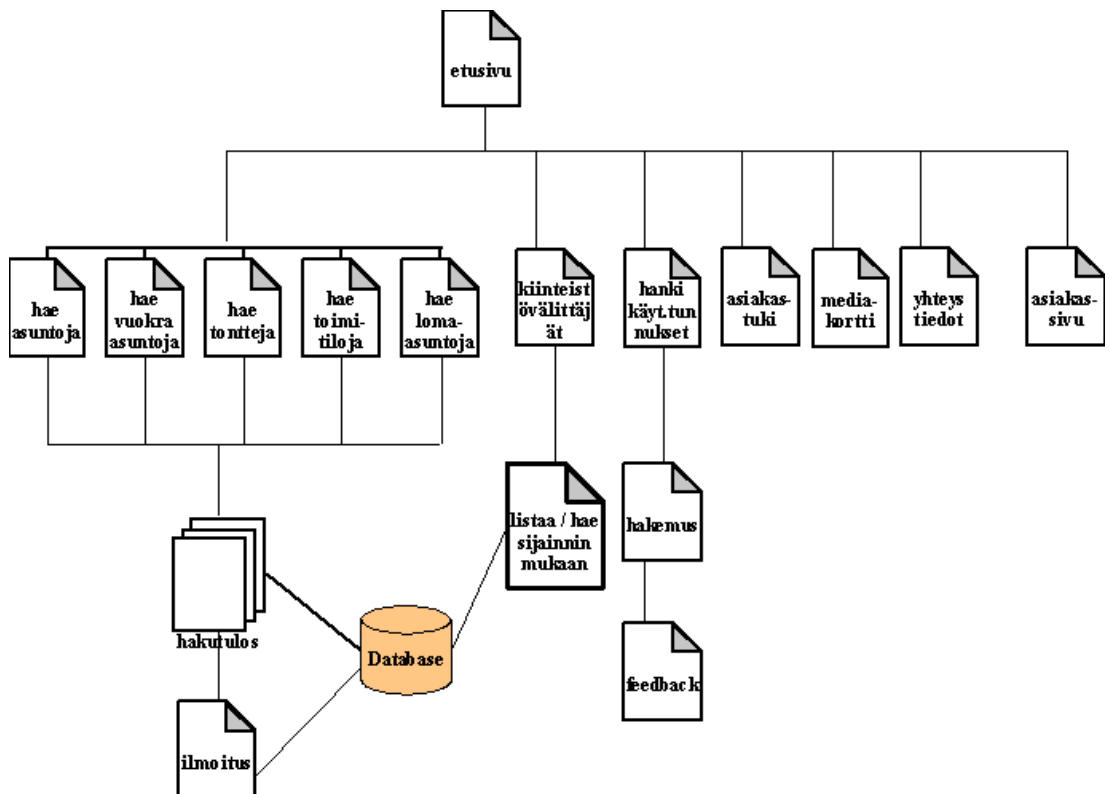 etusivu
hae
asuntoja
hae
vuokra
asuntoja
hae
tontteja
hae
toimi-
tiloja
hae
loma-
asuntoja
kiinteist
övälittäj
ät
hanki
käyt.tun
nukset
asiakas-
tuki
media-
kortti
yhteys
tiedot
asiakas-
sivu
listaa / hae
sijainnin
mukaan
hakemus
hakutulos
Database
feedback
ilmoitus